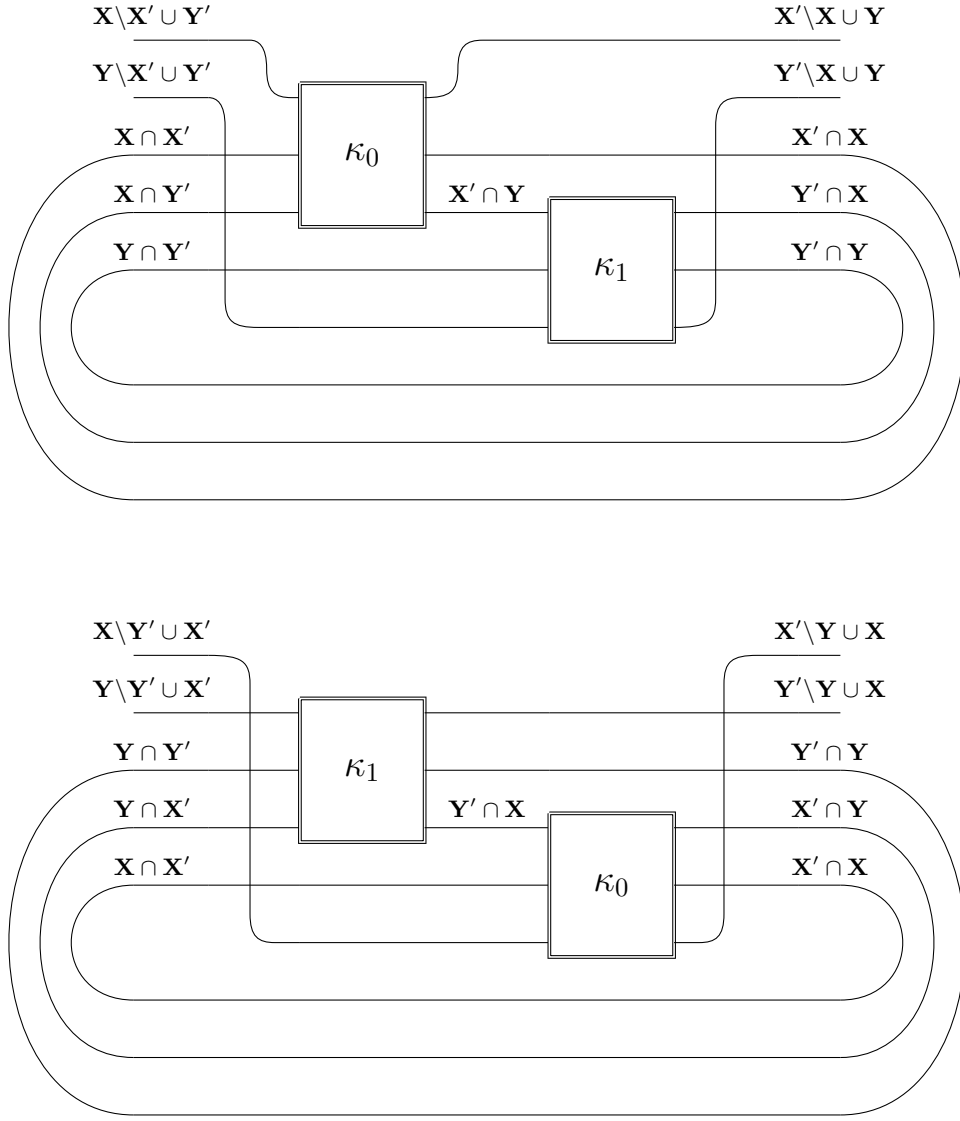 X\X′ ∪ Y′ X′\X ∪ Y
Y\X′ ∪ Y′ Y′\X ∪ Y
X ∩ X′ κ₀ X′ ∩ X
X ∩ Y′ X′ ∩ Y Y′ ∩ X
Y ∩ Y′ κ₁ Y′ ∩ Y
X\Y′ ∪ X′ X′\Y ∪ X
Y\Y′ ∪ X′ Y′\Y ∪ X
Y ∩ Y′ κ₁ Y′ ∩ Y
Y ∩ X′ Y′ ∩ X X′ ∩ Y
X ∩ X′ κ₀ X′ ∩ X